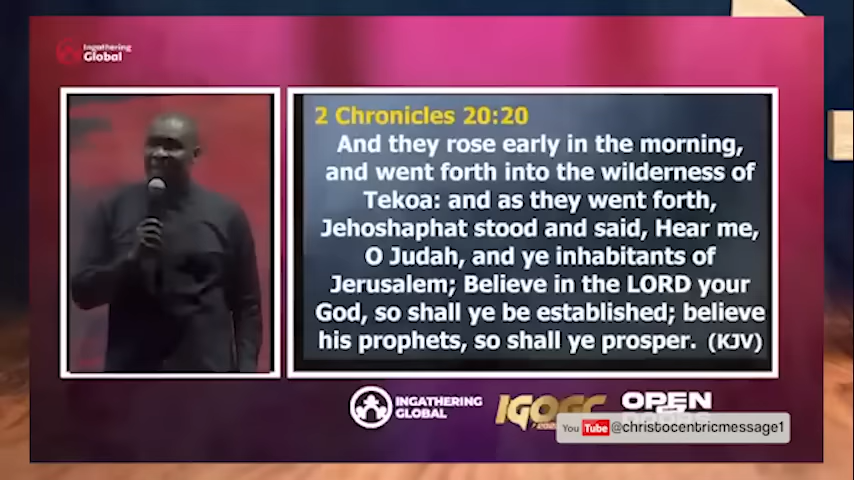 Ingathering
Global
2 Chronicles 20:20
And they rose early in the morning,
and went forth into the wilderness of
Tekoa: and as they went forth,
Jehoshaphat stood and said, Hear me,
O Judah, and ye inhabitants of
Jerusalem; Believe in the LORD your
God, so shall ye be established; believe
his prophets, so shall ye prosper. (KJV)
INGATHERING
GLOBAL
IGOGC
OPEN
You Tube @christocentricmessage1